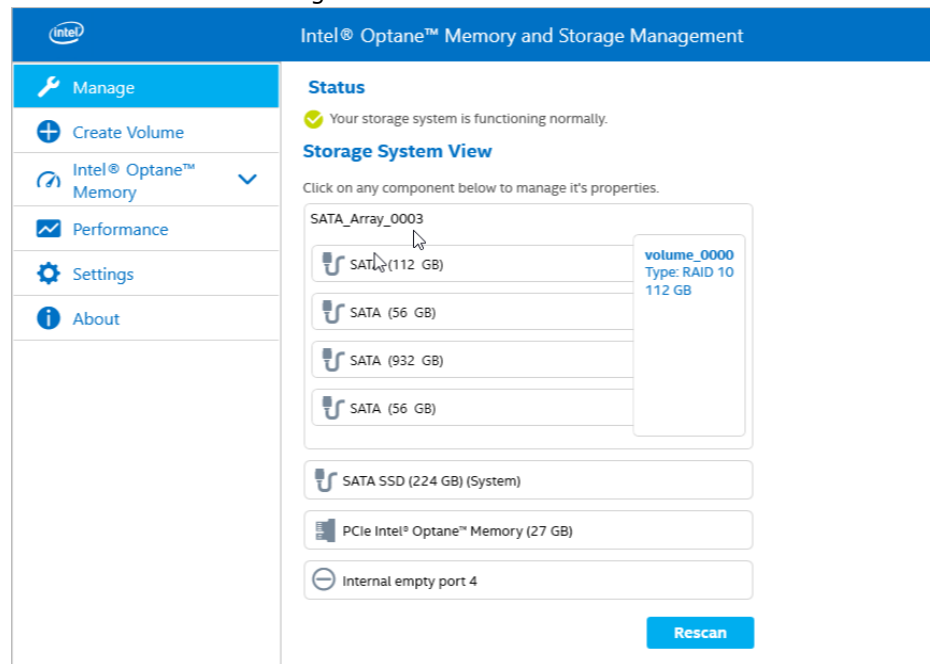 intel
Intel® Optane™ Memory and Storage Management
Manage
Create Volume
Intel® Optane™
Memory
Performance
Settings
About
Status
Your storage system is functioning normally.
Storage System View
Click on any component below to manage it's properties.
SATA_Array_0003
SATA (112 GB)
SATA (56 GB)
SATA (932 GB)
SATA (56 GB)
volume_0000
Type: RAID 10
112 GB
SATA SSD (224 GB) (System)
PCIe Intel® Optane™ Memory (27 GB)
Internal empty port 4
Rescan